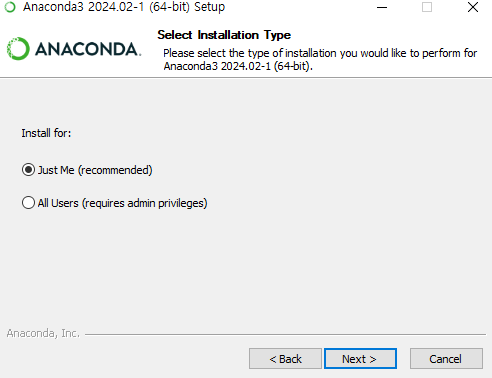 Anaconda3 2024.02-1 (64-bit) Setup
ANACONDA.
Select Installation Type
Please select the type of installation you would like to perform for
Anaconda3 2024.02-1 (64-bit).
Install for:
Just Me (recommended)
All Users (requires admin privileges)
Anaconda, Inc.
< Back
Next >
Cancel